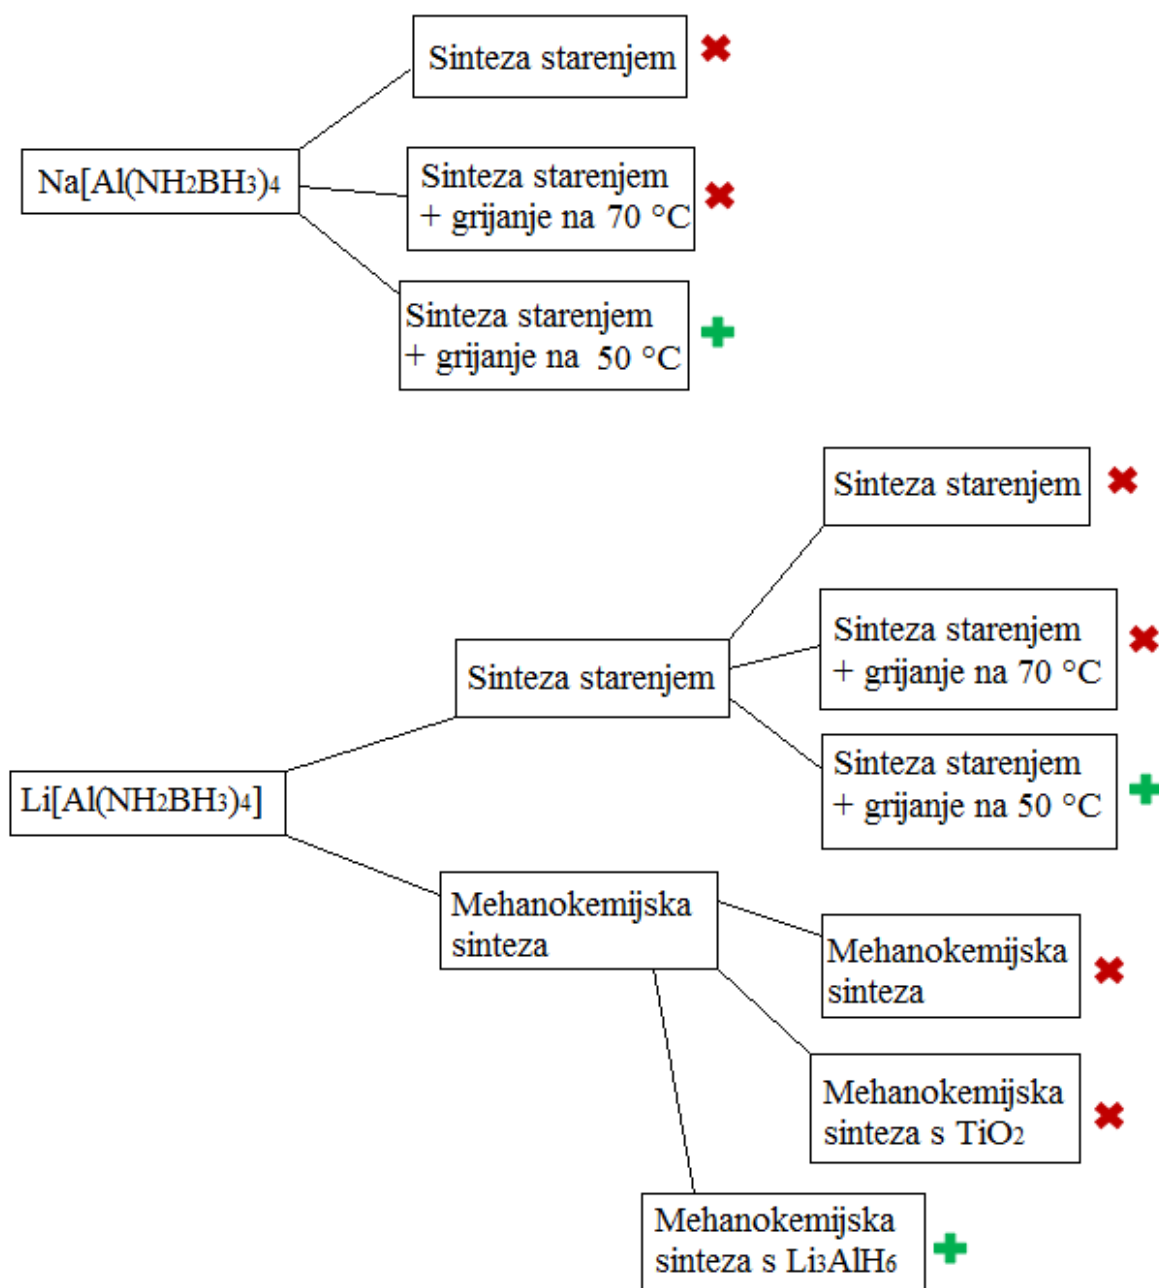 Sinteza starenjem
Na[Al(NH2BH3)4
Sinteza starenjem
+ grijanje na 70 °C
Sinteza starenjem
+ grijanje na 50 °C
Sinteza starenjem
Sinteza starenjem
+ grijanje na 70 °C
Sinteza starenjem
Sinteza starenjem
+ grijanje na 50 °C
Li[Al(NH2BH3)4]
Mehanokemijska
sinteza
Mehanokemijska
sinteza
Mehanokemijska
sinteza s TiO2
Mehanokemijska
sinteza s Li3AlH6